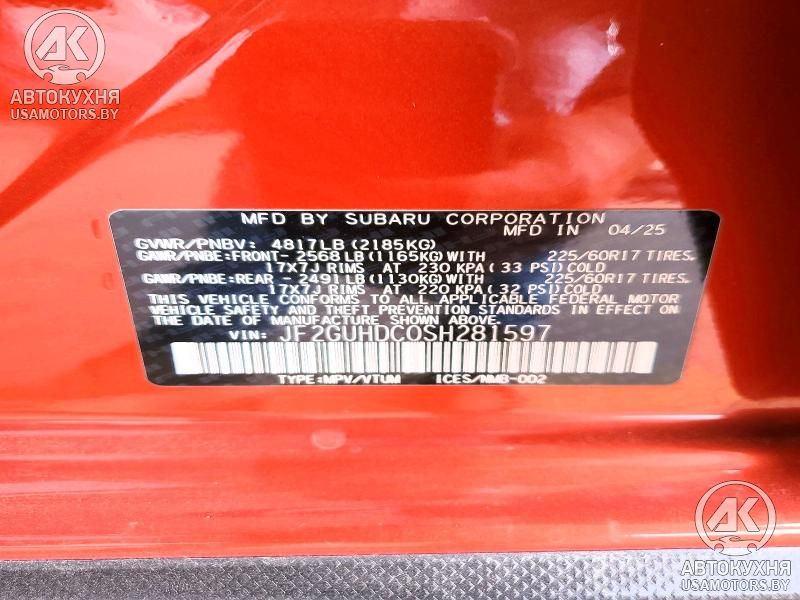 AK
АВТОКУХНЯ
USAMOTORS.BY
MFD BY SUBARU CORPORATION
MFD IN 04/25
GVWR/PNBV: 4817LB (2185KG)
GAWR/PNBE:FRONT- 2568LB (1165KG) WITH 225/60R17 TIRES.
17X7J RIMS AT 230 KPA( 33 PSI) COLD
GAWR/PNBE:REAR - 2491LB (1130KG) WITH 225/60R17 TIRES.
17X7J RIMS AT 220 KPA( 32 PSI) COLD
THIS VEHICLE CONFORMS TO ALL APPLICABLE FEDERAL MOTOR
VEHICLE SAFETY AND THEFT PREVENTION STANDARDS IN EFFECT ON
THE DATE OF MANUFACTURE SHOWN ABOVE.
VIN: JF2GUHDC0SH281597
TYPE:MPV/VTUM ICES/NMB-002
AK
АВТОКУХНЯ
USAMOTORS.BY